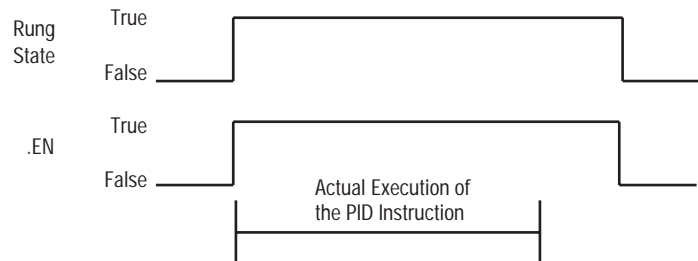 Rung
State
True
False
.EN
True
False
Actual Execution of
the PID Instruction